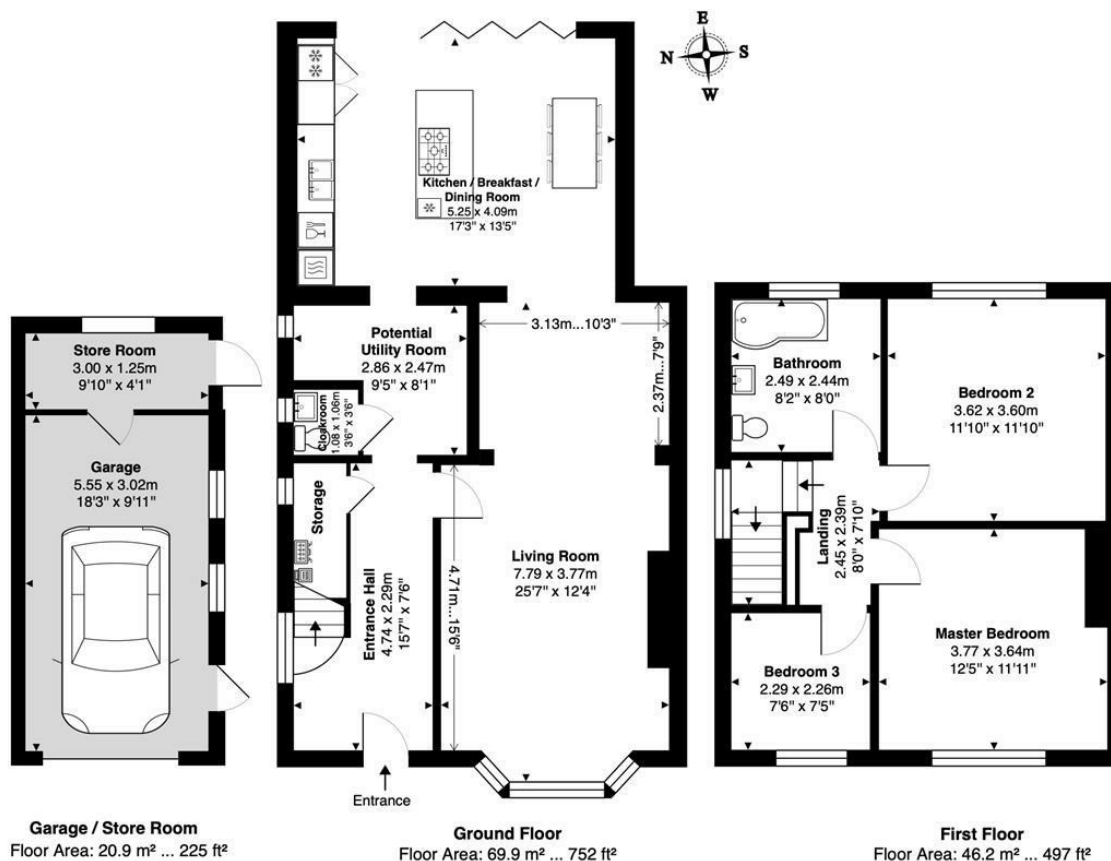 E
N
S
W
Kitchen / Breakfast /
Dining Room
5.25 x 4.09m
17'3" x 13'5"
3.13m...10'3"
2.37m...7'9"
Potential
Utility Room
2.86 x 2.47m
9'5" x 8'1"
Cloakroom
1.08 x 1.06m
3'6" x 3'6"
Storage
Entrance Hall
4.74 x 2.29m
15'7" x 7'6"
4.71m...15'6"
Living Room
7.79 x 3.77m
25'7" x 12'4"
Entrance
Store Room
3.00 x 1.25m
9'10" x 4'1"
Garage
5.55 x 3.02m
18'3" x 9'11"
Bathroom
2.49 x 2.44m
8'2" x 8'0"
Bedroom 2
3.62 x 3.60m
11'10" x 11'10"
Landing
2.45 x 2.39m
8'0" x 7'10"
Master Bedroom
3.77 x 3.64m
12'5" x 11'11"
Bedroom 3
2.29 x 2.26m
7'6" x 7'5"
Garage / Store Room
Floor Area: 20.9 m² ... 225 ft²
Ground Floor
Floor Area: 69.9 m² ... 752 ft²
First Floor
Floor Area: 46.2 m² ... 497 ft²